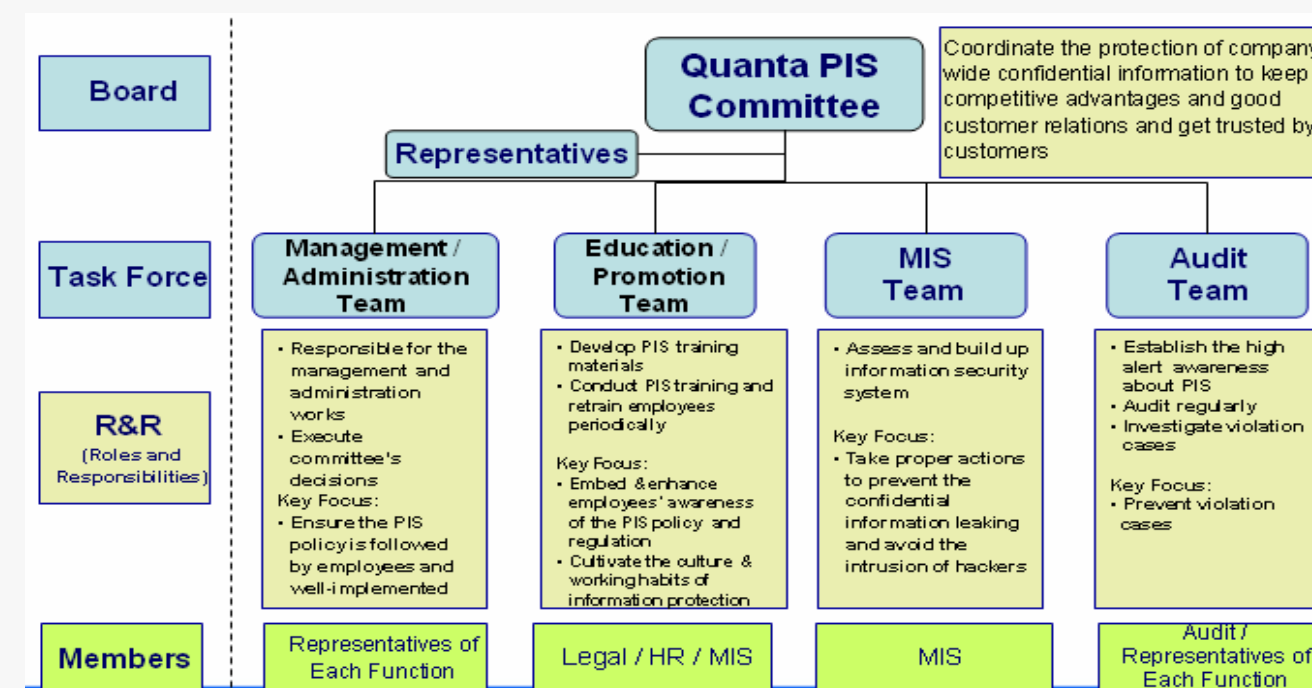 Board
Quanta PIS
Committee
Coordinate the protection of company
wide confidential information to keep
competitive advantages and good
customer relations and get trusted by
customers
Representatives
Task Force
Management /
Administration
Team
Education /
Promotion
Team
MIS
Team
Audit
Team
R&R
(Roles and
Responsibilities)
• Responsible for the
management and
administration
works
• Execute
committee's
decisions
Key Focus:
• Ensure the PIS
policy is followed
by employees and
well-implemented
• Develop PIS training
materials
• Conduct PIS training and
retrain employees
periodically
Key Focus:
• Embed & enhance
employees' awareness
of the PIS policy and
regulation
• Cultivate the culture &
working habits of
information protection
• Assess and build up
information security
system
Key Focus:
• Take proper actions
to prevent the
confidential
information leaking
and avoid the
intrusion of hackers
• Establish the high
alert awareness
about PIS
• Audit regularly
• Investigate violation
cases
Key Focus:
• Prevent violation
cases
Members
Representatives of
Each Function
Legal / HR / MIS
MIS
Audit /
Representatives of
Each Function